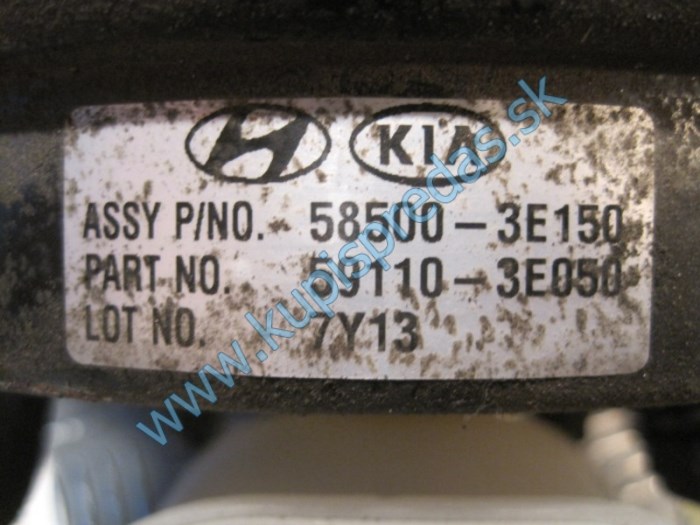 KIA
ASSY P/NO. 58500-3E150
PART NO. 59110-3E050
LOT NO. 7Y13
www.kupispredas.sk